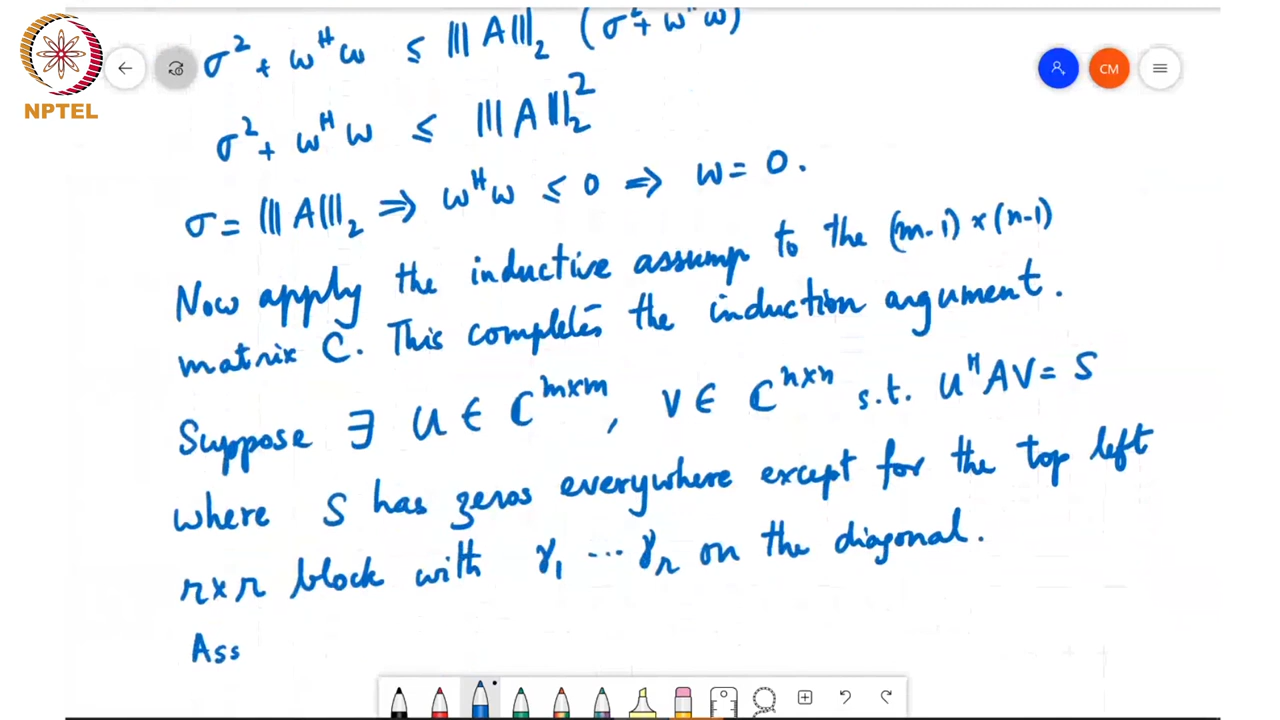 σ² + wᴴw ≤ ||| A |||₂ (σ² + wᴴw)
NPTEL
CM
σ² + wᴴw ≤ ||| A |||₂²
σ = ||| A |||₂ ⇒ wᴴw ≤ 0 ⇒ w = 0.
Now apply the inductive assump to the (m-1) × (n-1)
matrix C. This completes the induction argument.
Suppose ∃ U ∈ ℂᵐˣᵐ, V ∈ ℂⁿˣⁿ s.t. UᴴAV = S
where S has zeros everywhere except for the top left
r×r block with γ₁ ... γᵣ on the diagonal.
Ass